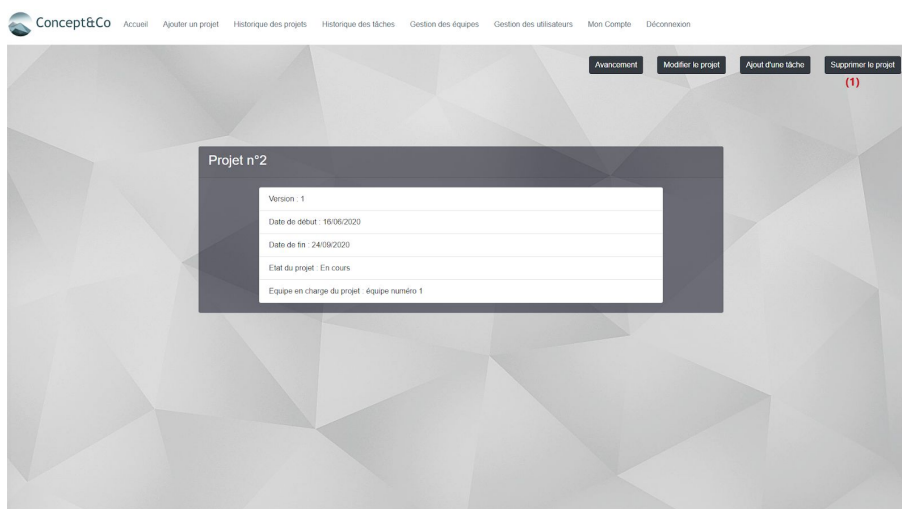 Concept&Co Accueil Ajouter un projet Historique des projets Historique des tâches Gestion des équipes Gestion des utilisateurs Mon Compte Déconnexion
Avancement Modifier le projet Ajout d'une tâche Supprimer le projet
(1)
Projet n°2
Version : 1
Date de début : 16/06/2020
Date de fin : 24/09/2020
Etat du projet : En cours
Equipe en charge du projet : équipe numéro 1